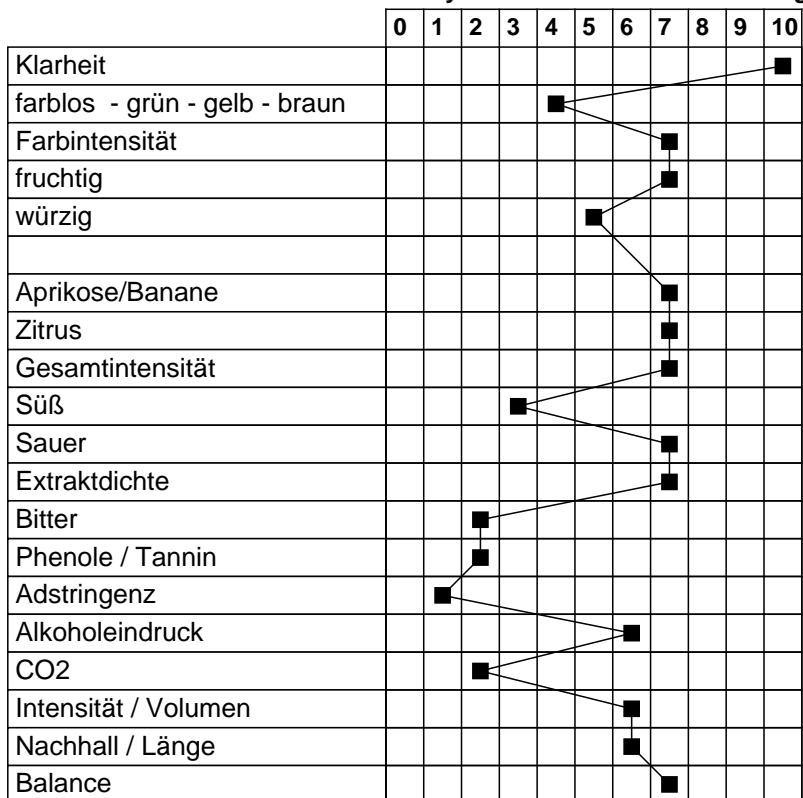 0 1 2 3 4 5 6 7 8 9 10
Klarheit
farblos - grün - gelb - braun
Farbintensität
fruchtig
würzig
Aprikose/Banane
Zitrus
Gesamtintensität
Süß
Sauer
Extraktdichte
Bitter
Phenole / Tannin
Adstringenz
Alkoholeindruck
CO2
Intensität / Volumen
Nachhall / Länge
Balance